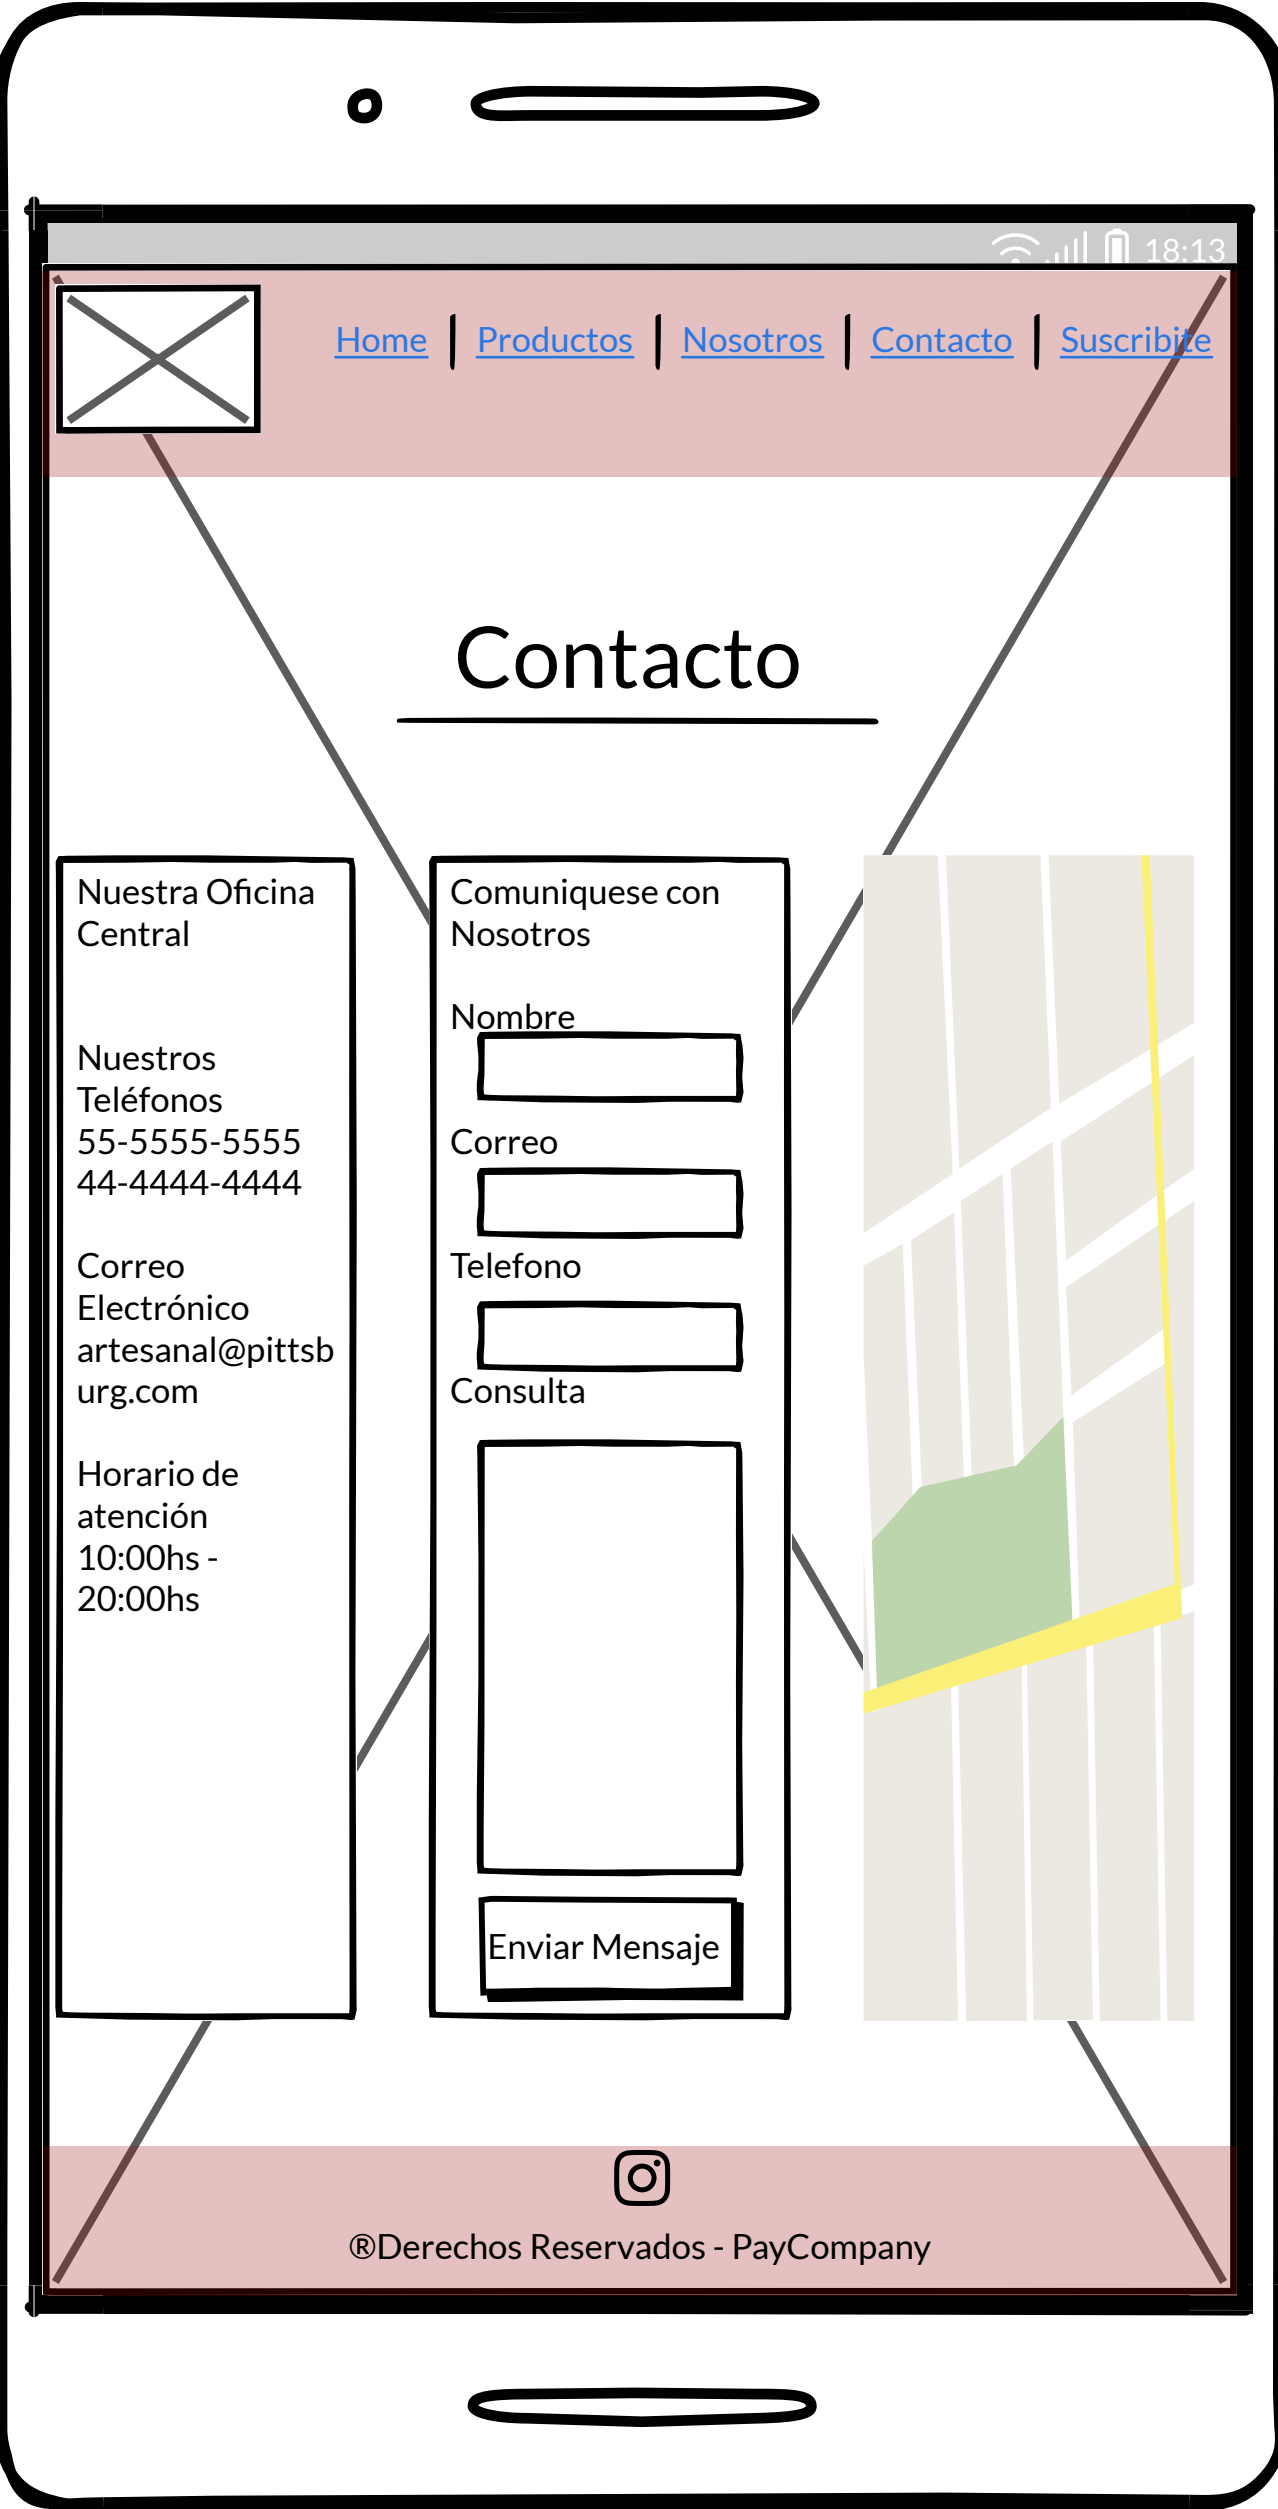 18:13
Home | Productos | Nosotros | Contacto | Suscribite
Contacto
Nuestra Oficina
Central
Nuestros
Teléfonos
55-5555-5555
44-4444-4444
Correo
Electrónico
artesanal@pittsb
urg.com
Horario de
atención
10:00hs -
20:00hs
Comuniquese con
Nosotros
Nombre
Correo
Telefono
Consulta
Enviar Mensaje
®Derechos Reservados - PayCompany